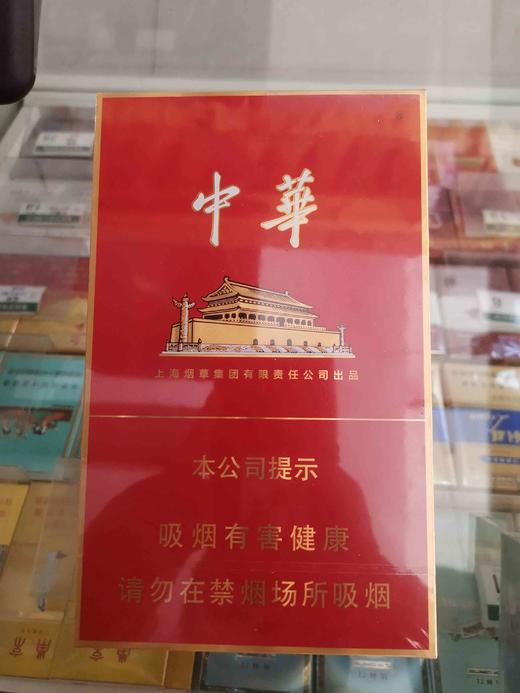 中華
上海烟草集团有限责任公司出品
本公司提示
吸烟有害健康
请勿在禁烟场所吸烟